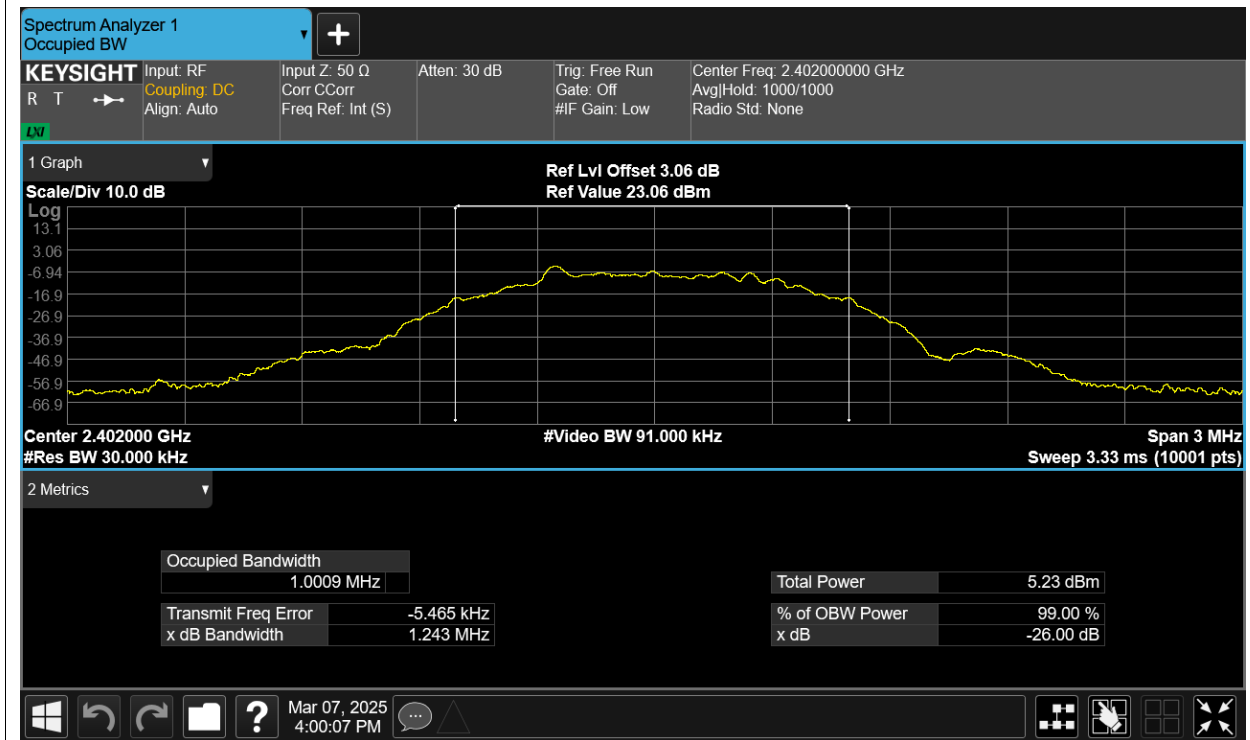 Spectrum Analyzer 1
Occupied BW
KEYSIGHT
R T
LXI
Input: RF
Coupling: DC
Align: Auto
Input Z: 50 Ω
Corr CCorr
Freq Ref: Int (S)
Atten: 30 dB
Trig: Free Run
Gate: Off
#IF Gain: Low
Center Freq: 2.402000000 GHz
Avg|Hold: 1000/1000
Radio Std: None
1 Graph
Scale/Div 10.0 dB
Ref Lvl Offset 3.06 dB
Ref Value 23.06 dBm
Log
13.1
3.06
-6.94
-16.9
-26.9
-36.9
-46.9
-56.9
-66.9
Center 2.402000 GHz
#Video BW 91.000 kHz
Span 3 MHz
#Res BW 30.000 kHz
Sweep 3.33 ms (10001 pts)
2 Metrics
Occupied Bandwidth
1.0009 MHz
Total Power 5.23 dBm
Transmit Freq Error -5.465 kHz
% of OBW Power 99.00 %
x dB Bandwidth 1.243 MHz
x dB -26.00 dB
?
Mar 07, 2025
4:00:07 PM